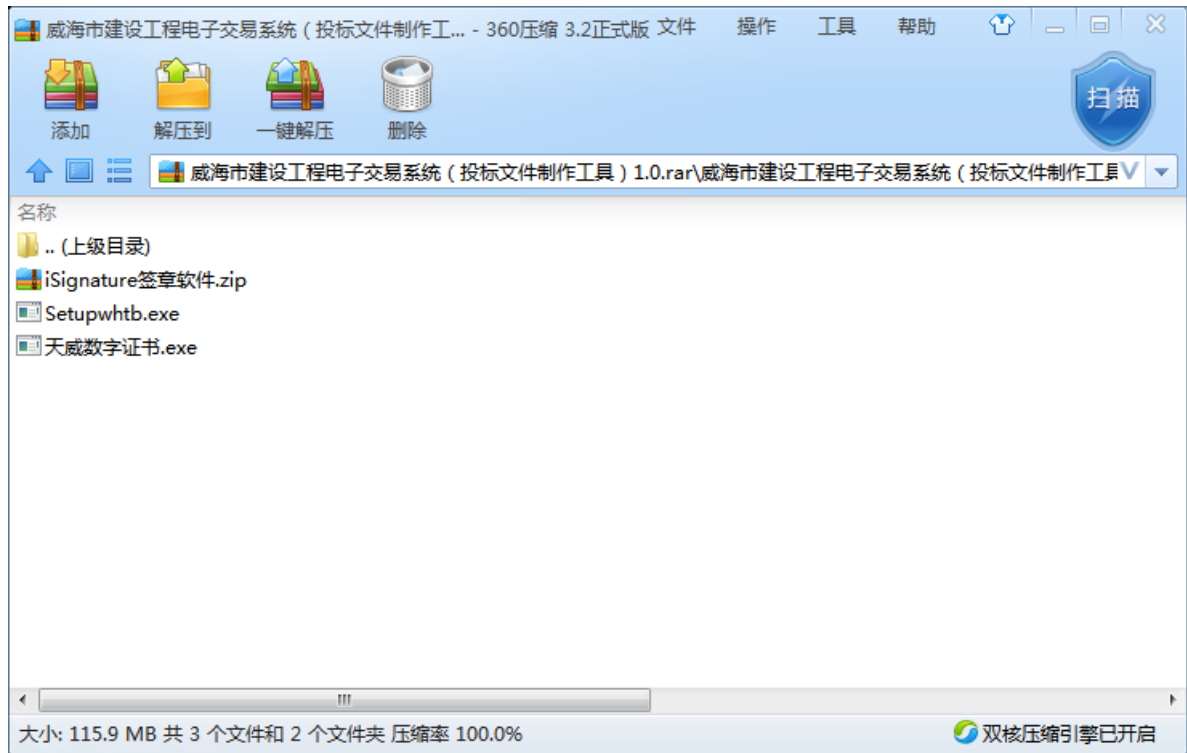 威海市建设工程电子交易系统 ( 投标文件制作工... - 360压缩 3.2正式版 文件 操作 工具 帮助
添加 解压到 一键解压 删除 扫描
威海市建设工程电子交易系统 ( 投标文件制作工具 ) 1.0.rar\威海市建设工程电子交易系统 ( 投标文件制作工具
名称
.. (上级目录)
iSignature签章软件.zip
Setupwhtb.exe
天威数字证书.exe
大小: 115.9 MB 共 3 个文件和 2 个文件夹 压缩率 100.0% 双核压缩引擎已开启